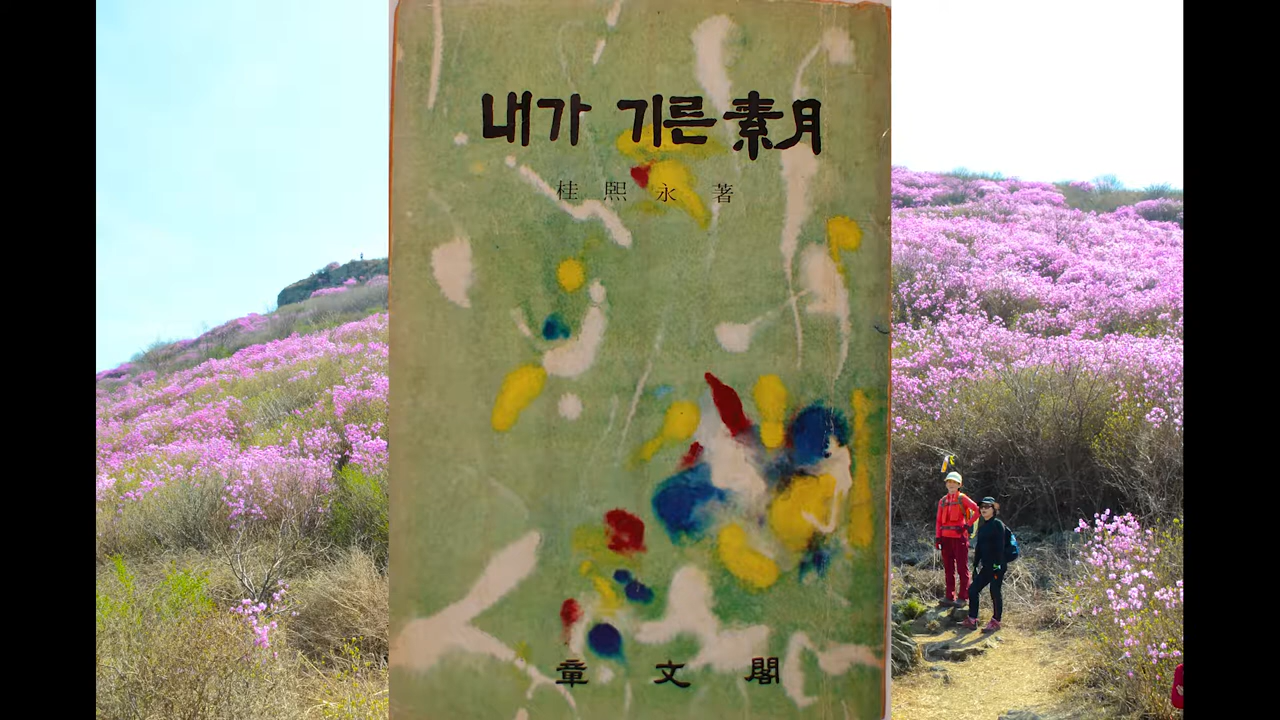 내가 기른 素月
桂 熙 永 著
章 文 閣